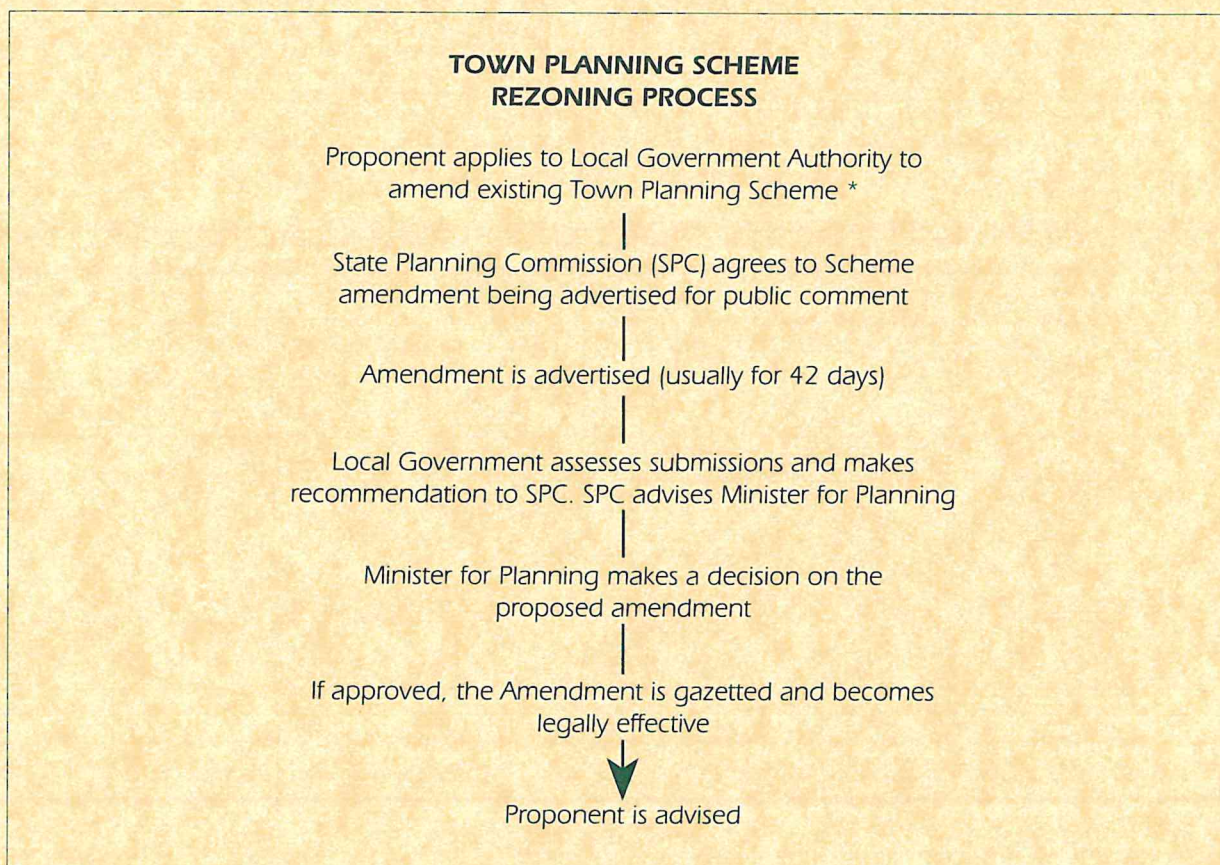 TOWN PLANNING SCHEME
REZONING PROCESS
Proponent applies to Local Government Authority to
amend existing Town Planning Scheme *
State Planning Commission (SPC) agrees to Scheme
amendment being advertised for public comment
Amendment is advertised (usually for 42 days)
Local Government assesses submissions and makes
recommendation to SPC. SPC advises Minister for Planning
Minister for Planning makes a decision on the
proposed amendment
If approved, the Amendment is gazetted and becomes
legally effective
Proponent is advised